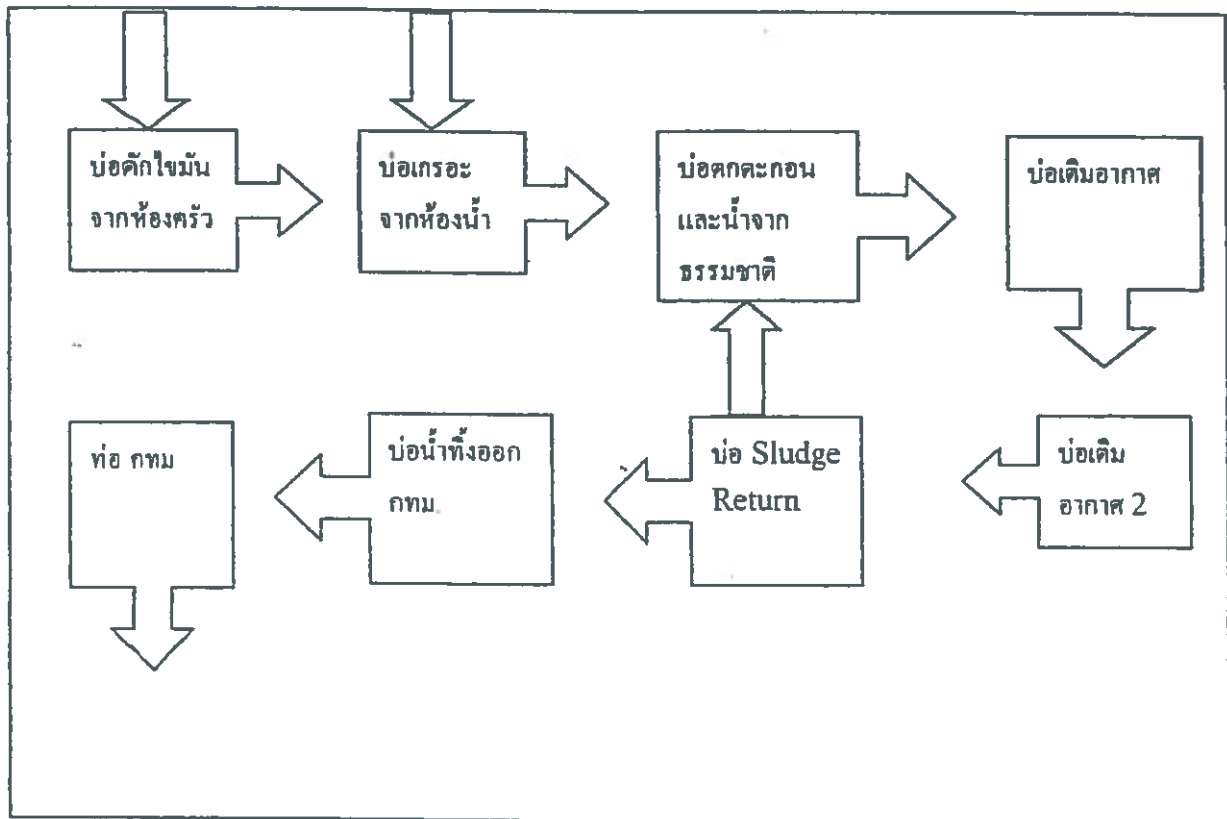 บ่อดักไขมัน
จากห้องครัว
บ่อเกรอะ
จากห้องน้ำ
บ่อตกตะกอน
และน้ำจาก
ธรรมชาติ
บ่อเติมอากาศ
ท่อ กทม
บ่อน้ำทิ้งออก
กทม.
บ่อ Sludge
Return
บ่อเติม
อากาศ 2